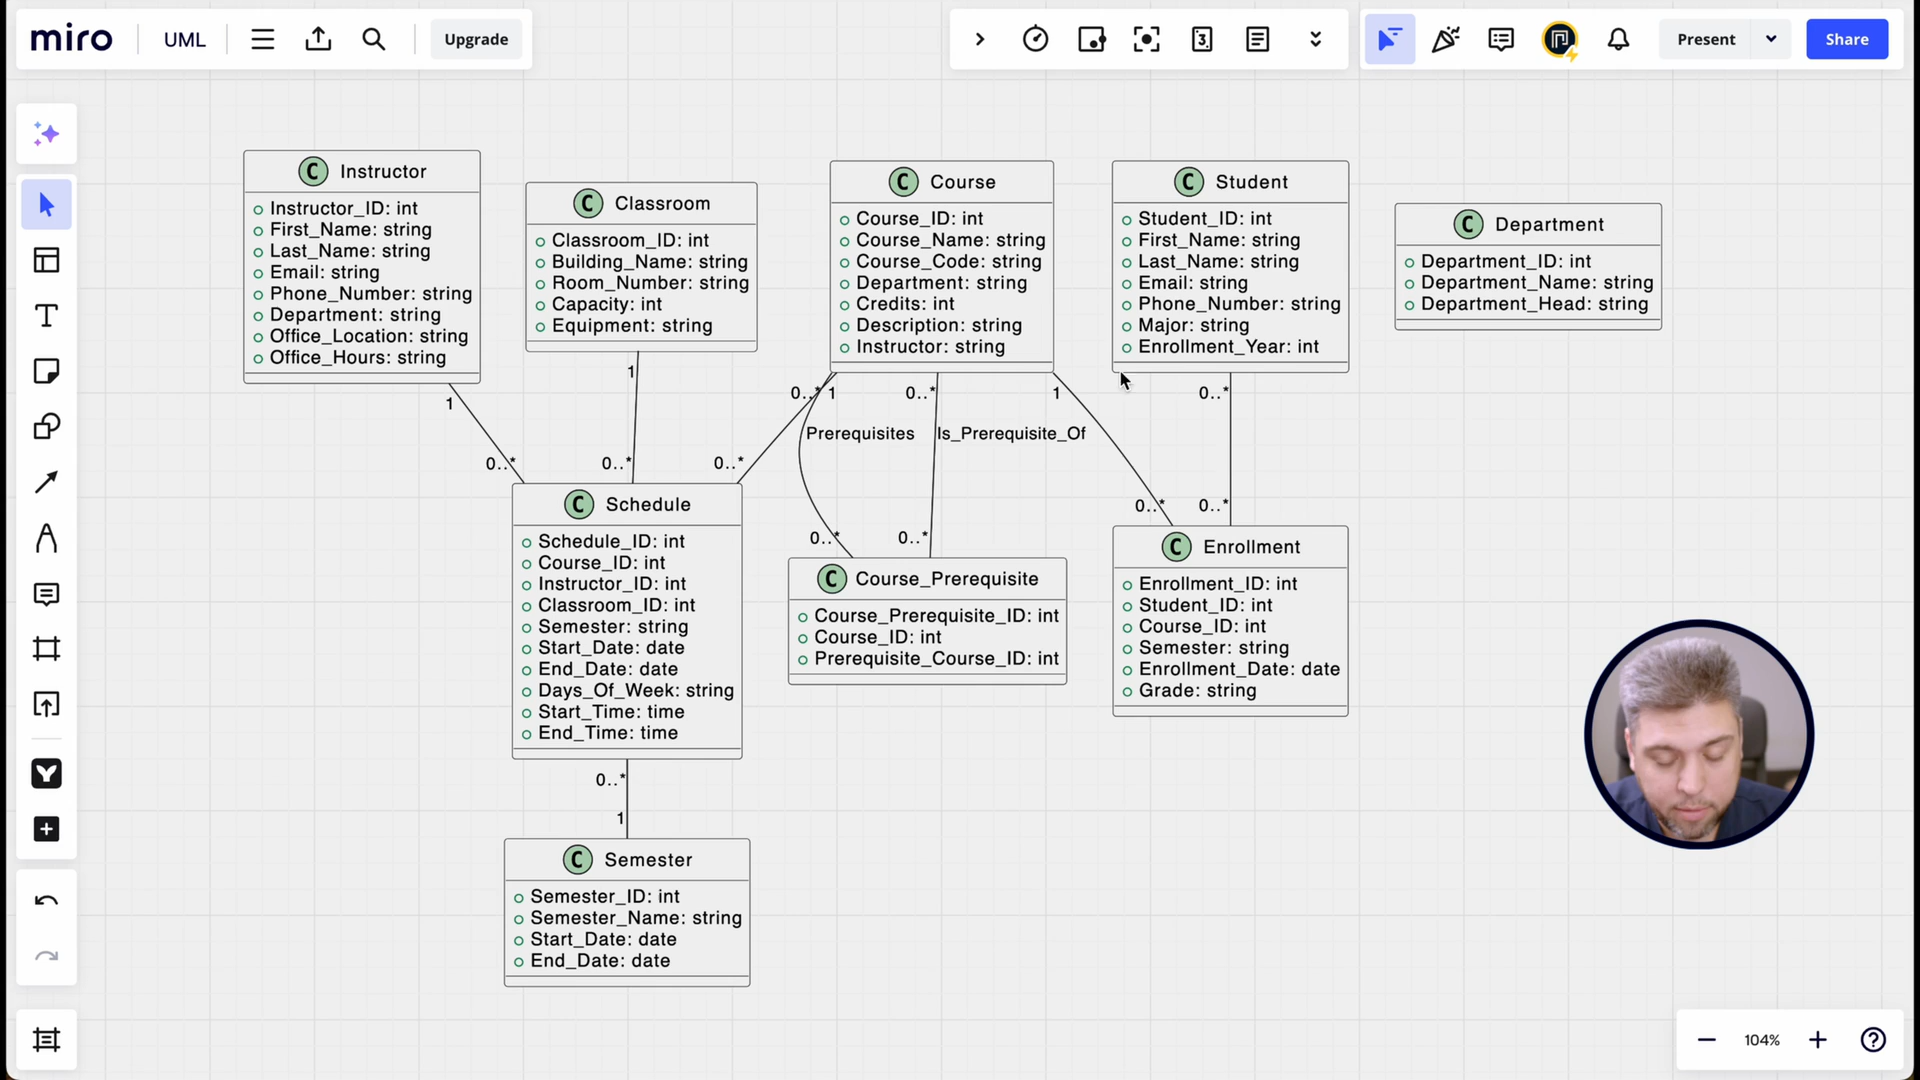 miro
UML
Upgrade
3
Present
Share
C Instructor
Instructor_ID: int
First_Name: string
Last_Name: string
Email: string
Phone_Number: string
Department: string
Office_Location: string
Office_Hours: string
C Classroom
Classroom_ID: int
Building_Name: string
Room_Number: string
Capacity: int
Equipment: string
C Course
Course_ID: int
Course_Name: string
Course_Code: string
Department: string
Credits: int
Description: string
Instructor: string
C Student
Student_ID: int
First_Name: string
Last_Name: string
Email: string
Phone_Number: string
Major: string
Enrollment_Year: int
C Department
Department_ID: int
Department_Name: string
Department_Head: string
1
0..*
1
0..*
1
0..*
0..*
Prerequisites
0..*
0..*
Is_Prerequisite_Of
0..*
1
0..*
0..*
0..*
C Schedule
Schedule_ID: int
Course_ID: int
Instructor_ID: int
Classroom_ID: int
Semester: string
Start_Date: date
End_Date: date
Days_Of_Week: string
Start_Time: time
End_Time: time
C Course_Prerequisite
Course_Prerequisite_ID: int
Course_ID: int
Prerequisite_Course_ID: int
C Enrollment
Enrollment_ID: int
Student_ID: int
Course_ID: int
Semester: string
Enrollment_Date: date
Grade: string
0..*
1
C Semester
Semester_ID: int
Semester_Name: string
Start_Date: date
End_Date: date
104%